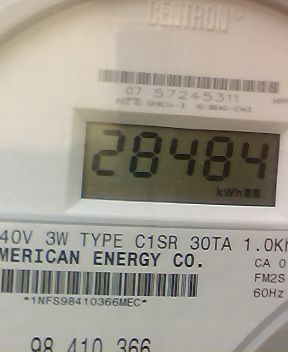 CENTRON®
07 57245311
28484
kWh
40V 3W TYPE C1SR 30TA 1.0K
MERICAN ENERGY CO.
CA 0
FM2S
60Hz
*1NFS98410366MEC*
98 410 366